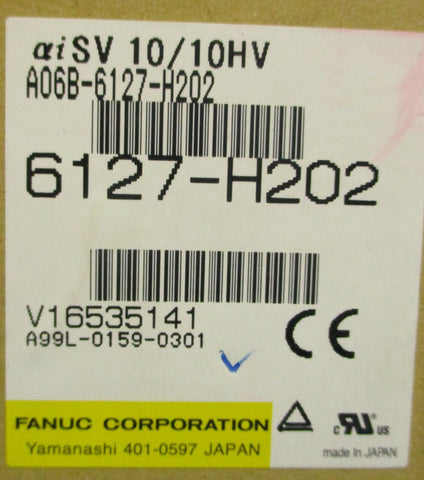 αiSV 10/10HV
A06B-6127-H202
6127-H202
V16535141
A99L-0159-0301
CE
FANUC CORPORATION
Yamanashi 401-0597 JAPAN
c RU US
made in JAPAN